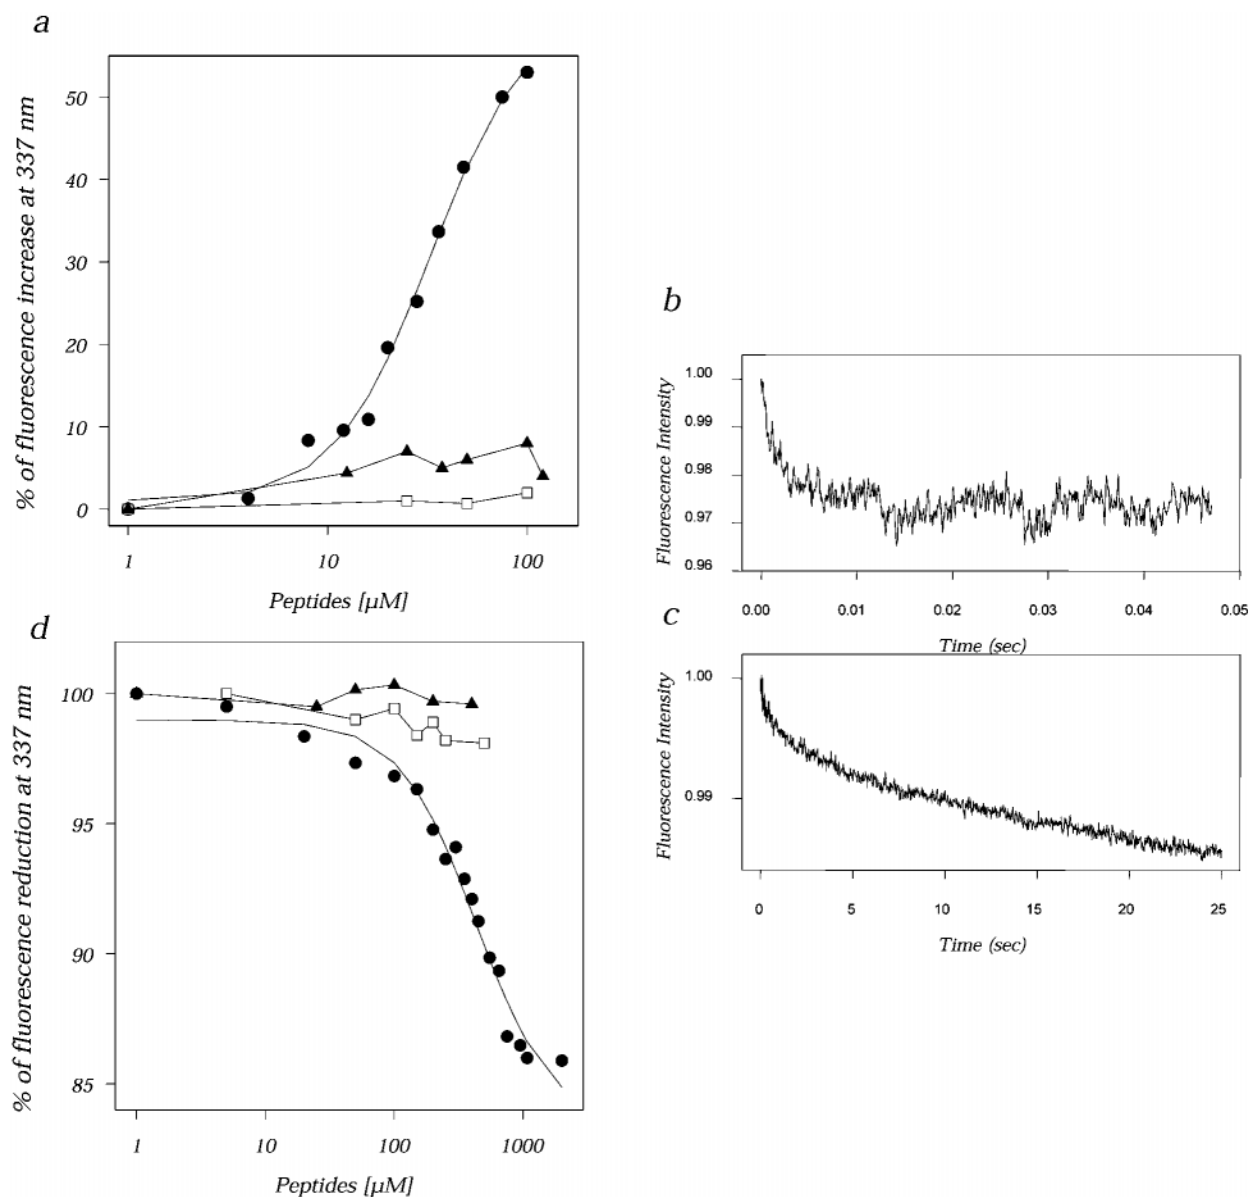 a
% of fluorescence increase at 337 nm
50
40
30
20
10
0
1 10 100
Peptides [µM]
b
Fluorescence Intensity
1.00
0.99
0.98
0.97
0.96
0.00 0.01 0.02 0.03 0.04 0.05
Time (sec)
c
Fluorescence Intensity
1.00
0.99
0 5 10 15 20 25
Time (sec)
d
% of fluorescence reduction at 337 nm
100
95
90
85
1 10 100 1000
Peptides [µM]